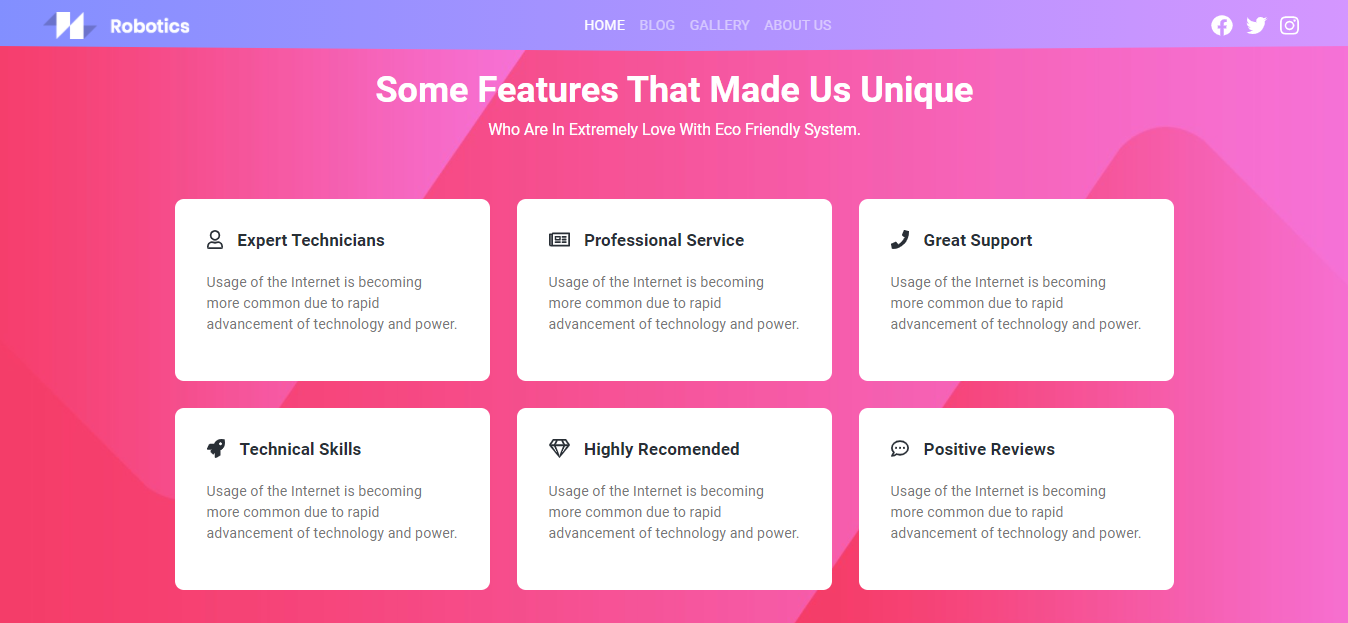 Robotics
HOME BLOG GALLERY ABOUT US
Some Features That Made Us Unique
Who Are In Extremely Love With Eco Friendly System.
Expert Technicians
Usage of the Internet is becoming
more common due to rapid
advancement of technology and power.
Professional Service
Usage of the Internet is becoming
more common due to rapid
advancement of technology and power.
Great Support
Usage of the Internet is becoming
more common due to rapid
advancement of technology and power.
Technical Skills
Usage of the Internet is becoming
more common due to rapid
advancement of technology and power.
Highly Recomended
Usage of the Internet is becoming
more common due to rapid
advancement of technology and power.
Positive Reviews
Usage of the Internet is becoming
more common due to rapid
advancement of technology and power.